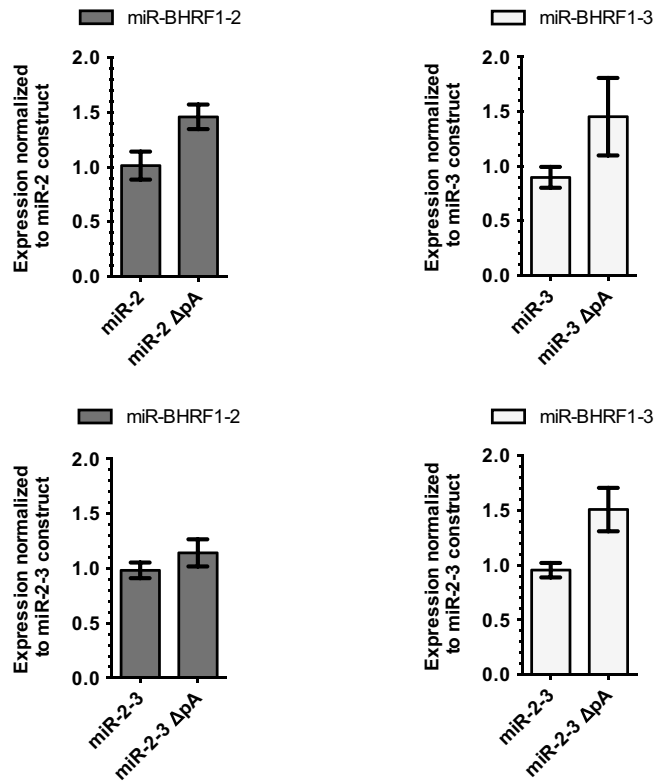 miR-BHRF1-2
Expression normalized
to miR-2 construct
2.0
1.5
1.0
0.5
0.0
miR-2
miR-2 ΔpA
miR-BHRF1-3
Expression normalized
to miR-3 construct
2.0
1.5
1.0
0.5
0.0
miR-3
miR-3 ΔpA
miR-BHRF1-2
Expression normalized
to miR-2-3 construct
2.0
1.5
1.0
0.5
0.0
miR-2-3
miR-2-3 ΔpA
miR-BHRF1-3
Expression normalized
to miR-2-3 construct
2.0
1.5
1.0
0.5
0.0
miR-2-3
miR-2-3 ΔpA